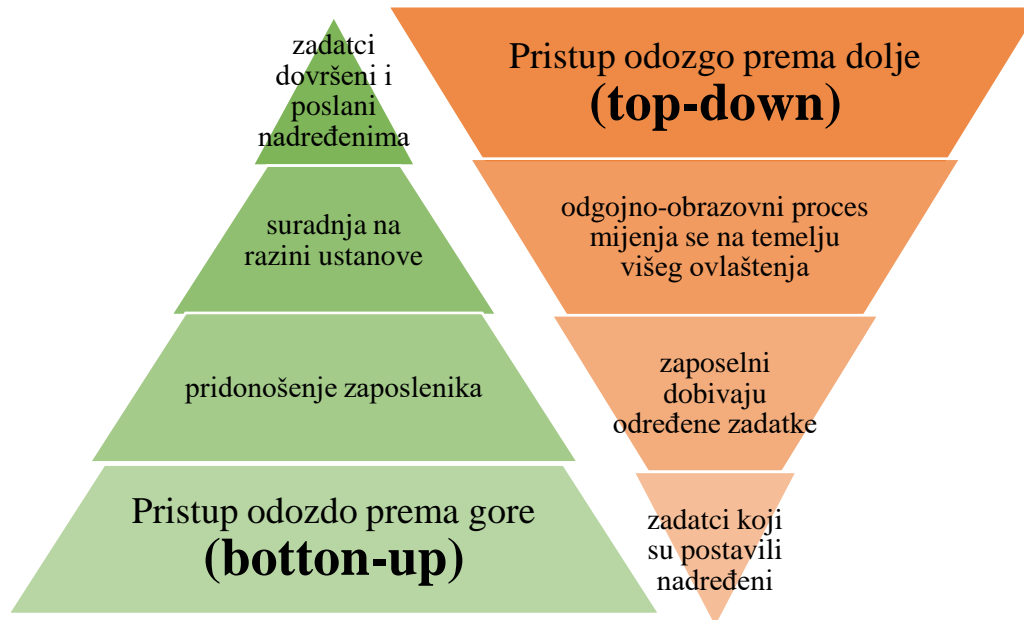 zadatci
dovršeni i
poslani
nadređenima
suradnja na
razini ustanove
pridonošenje zaposlenika
Pristup odozdo prema gore
(botton-up)
Pristup odozgo prema dolje
(top-down)
odgojno-obrazovni proces
mijenja se na temelju
višeg ovlaštenja
zaposelni
dobivaju
određene zadatke
zadatci koji
su postavili
nadređeni